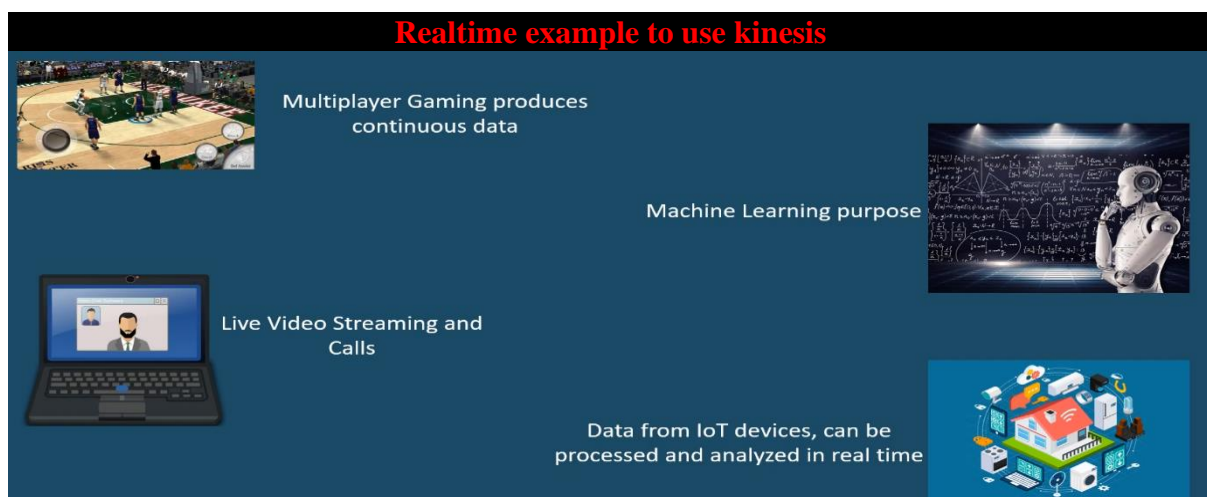 Realtime example to use kinesis
Multiplayer Gaming produces
continuous data
Machine Learning purpose
Live Video Streaming and
Calls
Data from IoT devices, can be
processed and analyzed in real time